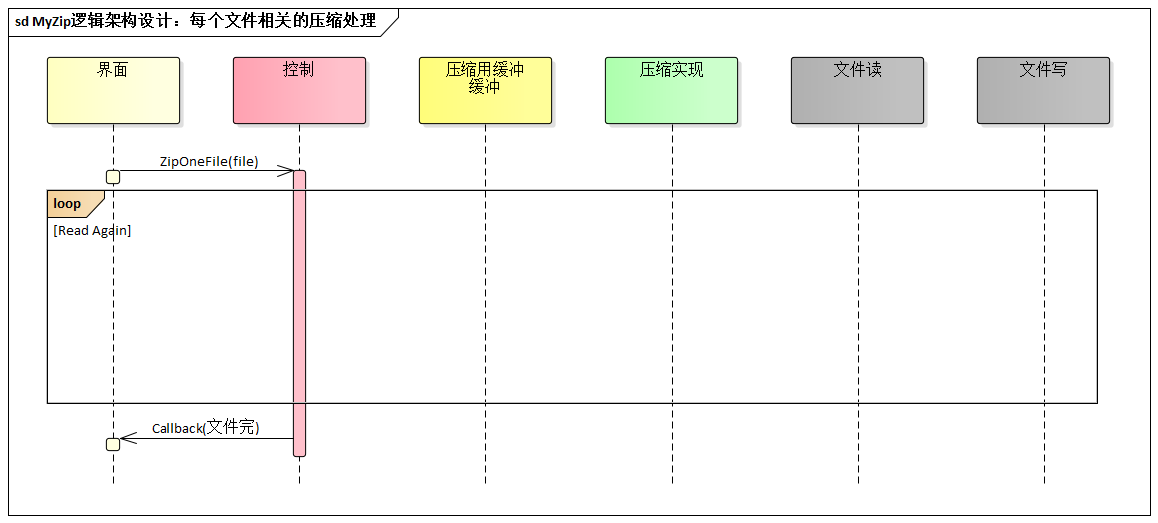 sd MyZip逻辑架构设计：每个文件相关的压缩处理
界面
控制
压缩用缓冲
缓冲
压缩实现
文件读
文件写
ZipOneFile(file)
loop
[Read Again]
Callback(文件完)